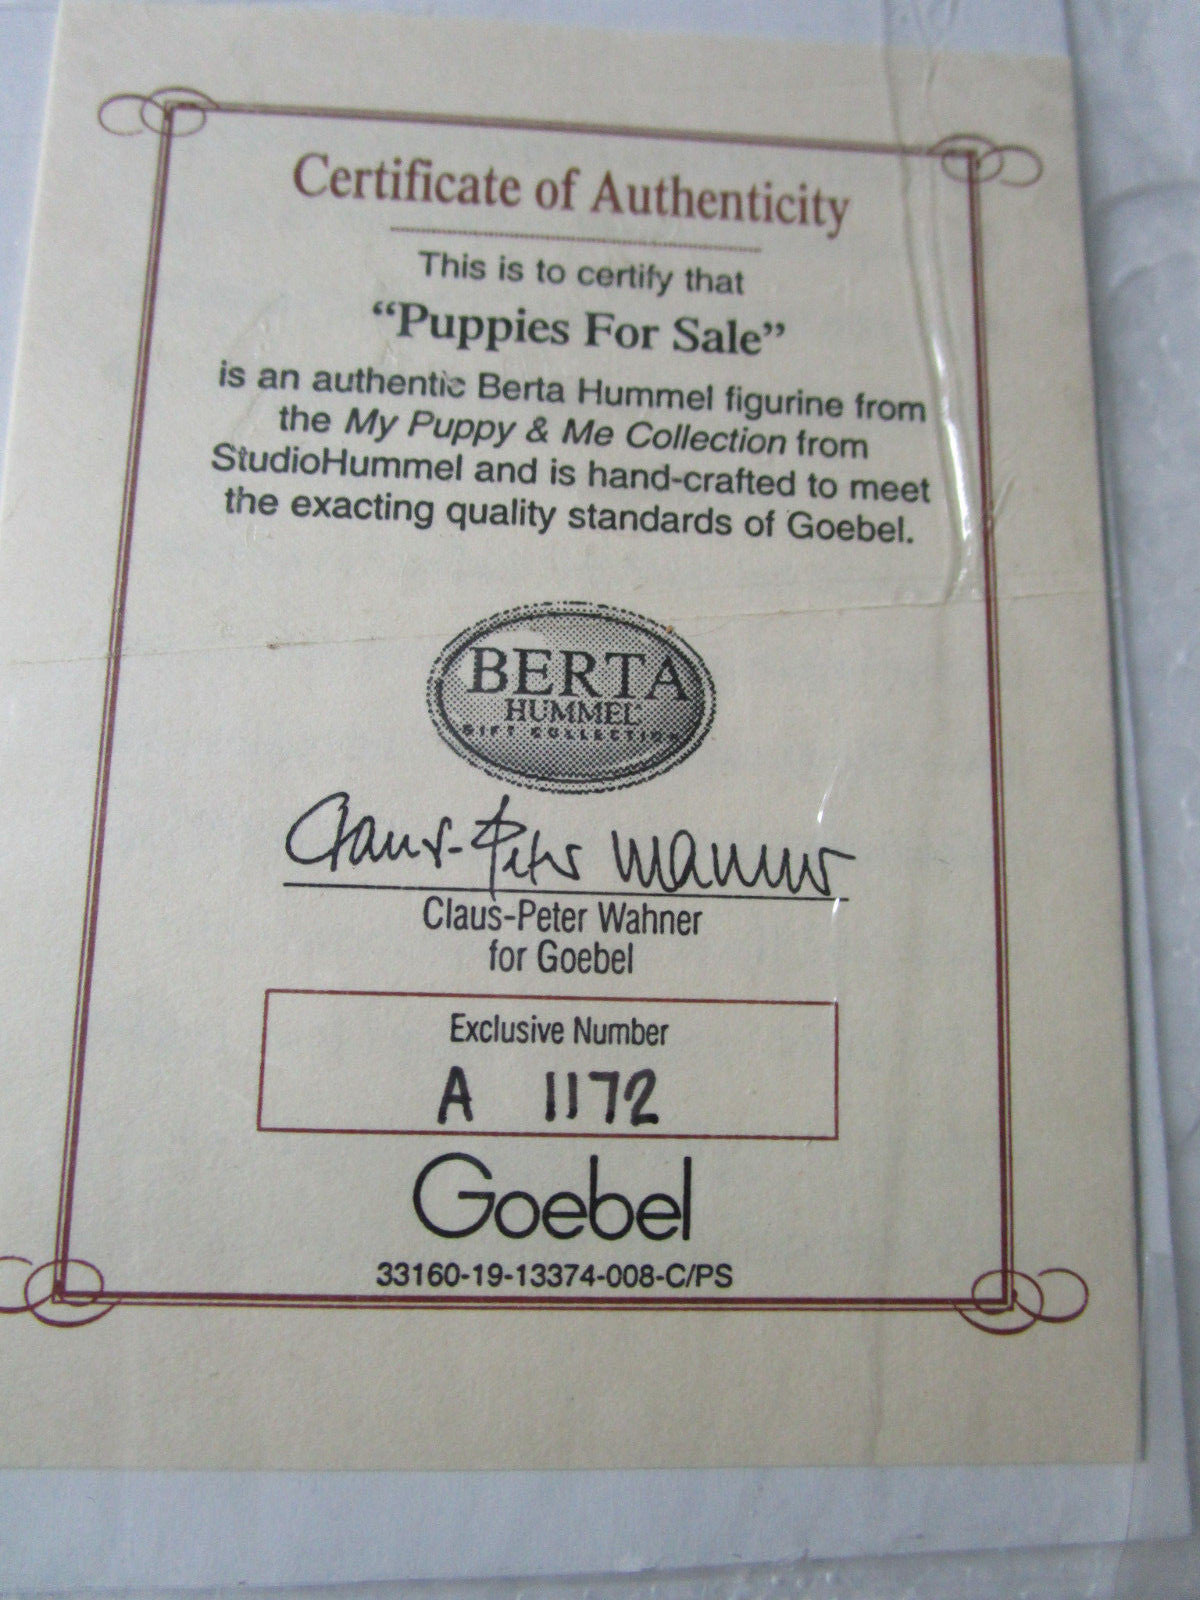 Certificate of Authenticity
This is to certify that
“Puppies For Sale”
is an authentic Berta Hummel figurine from
the My Puppy & Me Collection from
StudioHummel and is hand-crafted to meet
the exacting quality standards of Goebel.
BERTA
HUMMEL
GIFT COLLECTION
Claus-Peter Wahner
Claus-Peter Wahner
for Goebel
Exclusive Number
A 1172
Goebel
33160-19-13374-008-C/PS